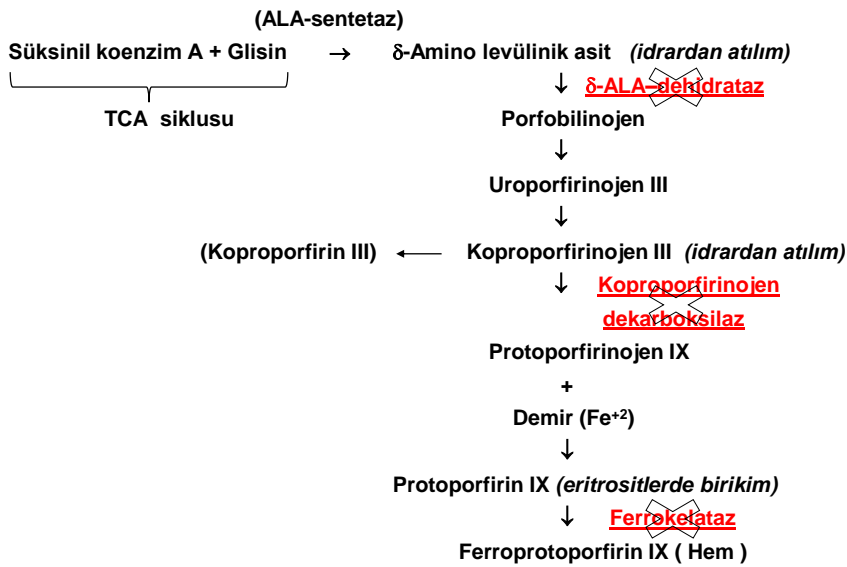 (ALA-sentetaz)
Süksinil koenzim A + Glisin → δ-Amino levülinik asit (idrardan atılım)
↓ δ-ALA–dehidrataz
TCA siklusu
Porfobilinojen
↓
Uroporfirinojen III
↓
(Koproporfirin III) ← Koproporfirinojen III (idrardan atılım)
↓ Koproporfirinojen
dekarboksilaz
Protoporfirinojen IX
+
Demir (Fe⁺²)
↓
Protoporfirin IX (eritrositlerde birikim)
↓ Ferrokelataz
Ferroprotoporfirin IX ( Hem )